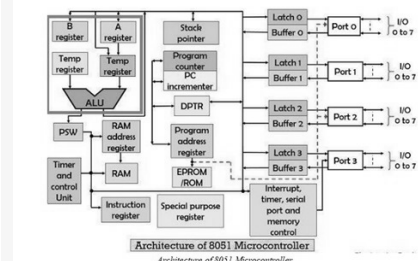 B
register
A
register
Temp
register
Temp
register
ALU
PSW
RAM
address
register
Timer
and
control
Unit
RAM
Instruction
register
Stack
pointer
Program
counter
PC
incrementer
DPTR
Program
address
register
EPROM
/ROM
Special purpose
register
Latch 0
Buffer 0
Port 0
I/O
0 to 7
Latch 1
Buffer 1
Port 1
I/O
0 to 7
Latch 2
Buffer 2
Port 2
I/O
0 to 7
Latch 3
Buffer 3
Port 3
I/O
0 to 7
Interrupt,
timer, serial
port and
memory
control
Architecture of 8051 Microcontroller
Architecture of 8051 Microcontroller